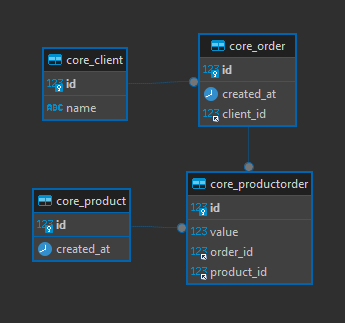 core_client
123 id
ABC name
core_order
123 id
created_at
123 client_id
core_product
123 id
created_at
core_productorder
123 id
123 value
123 order_id
123 product_id